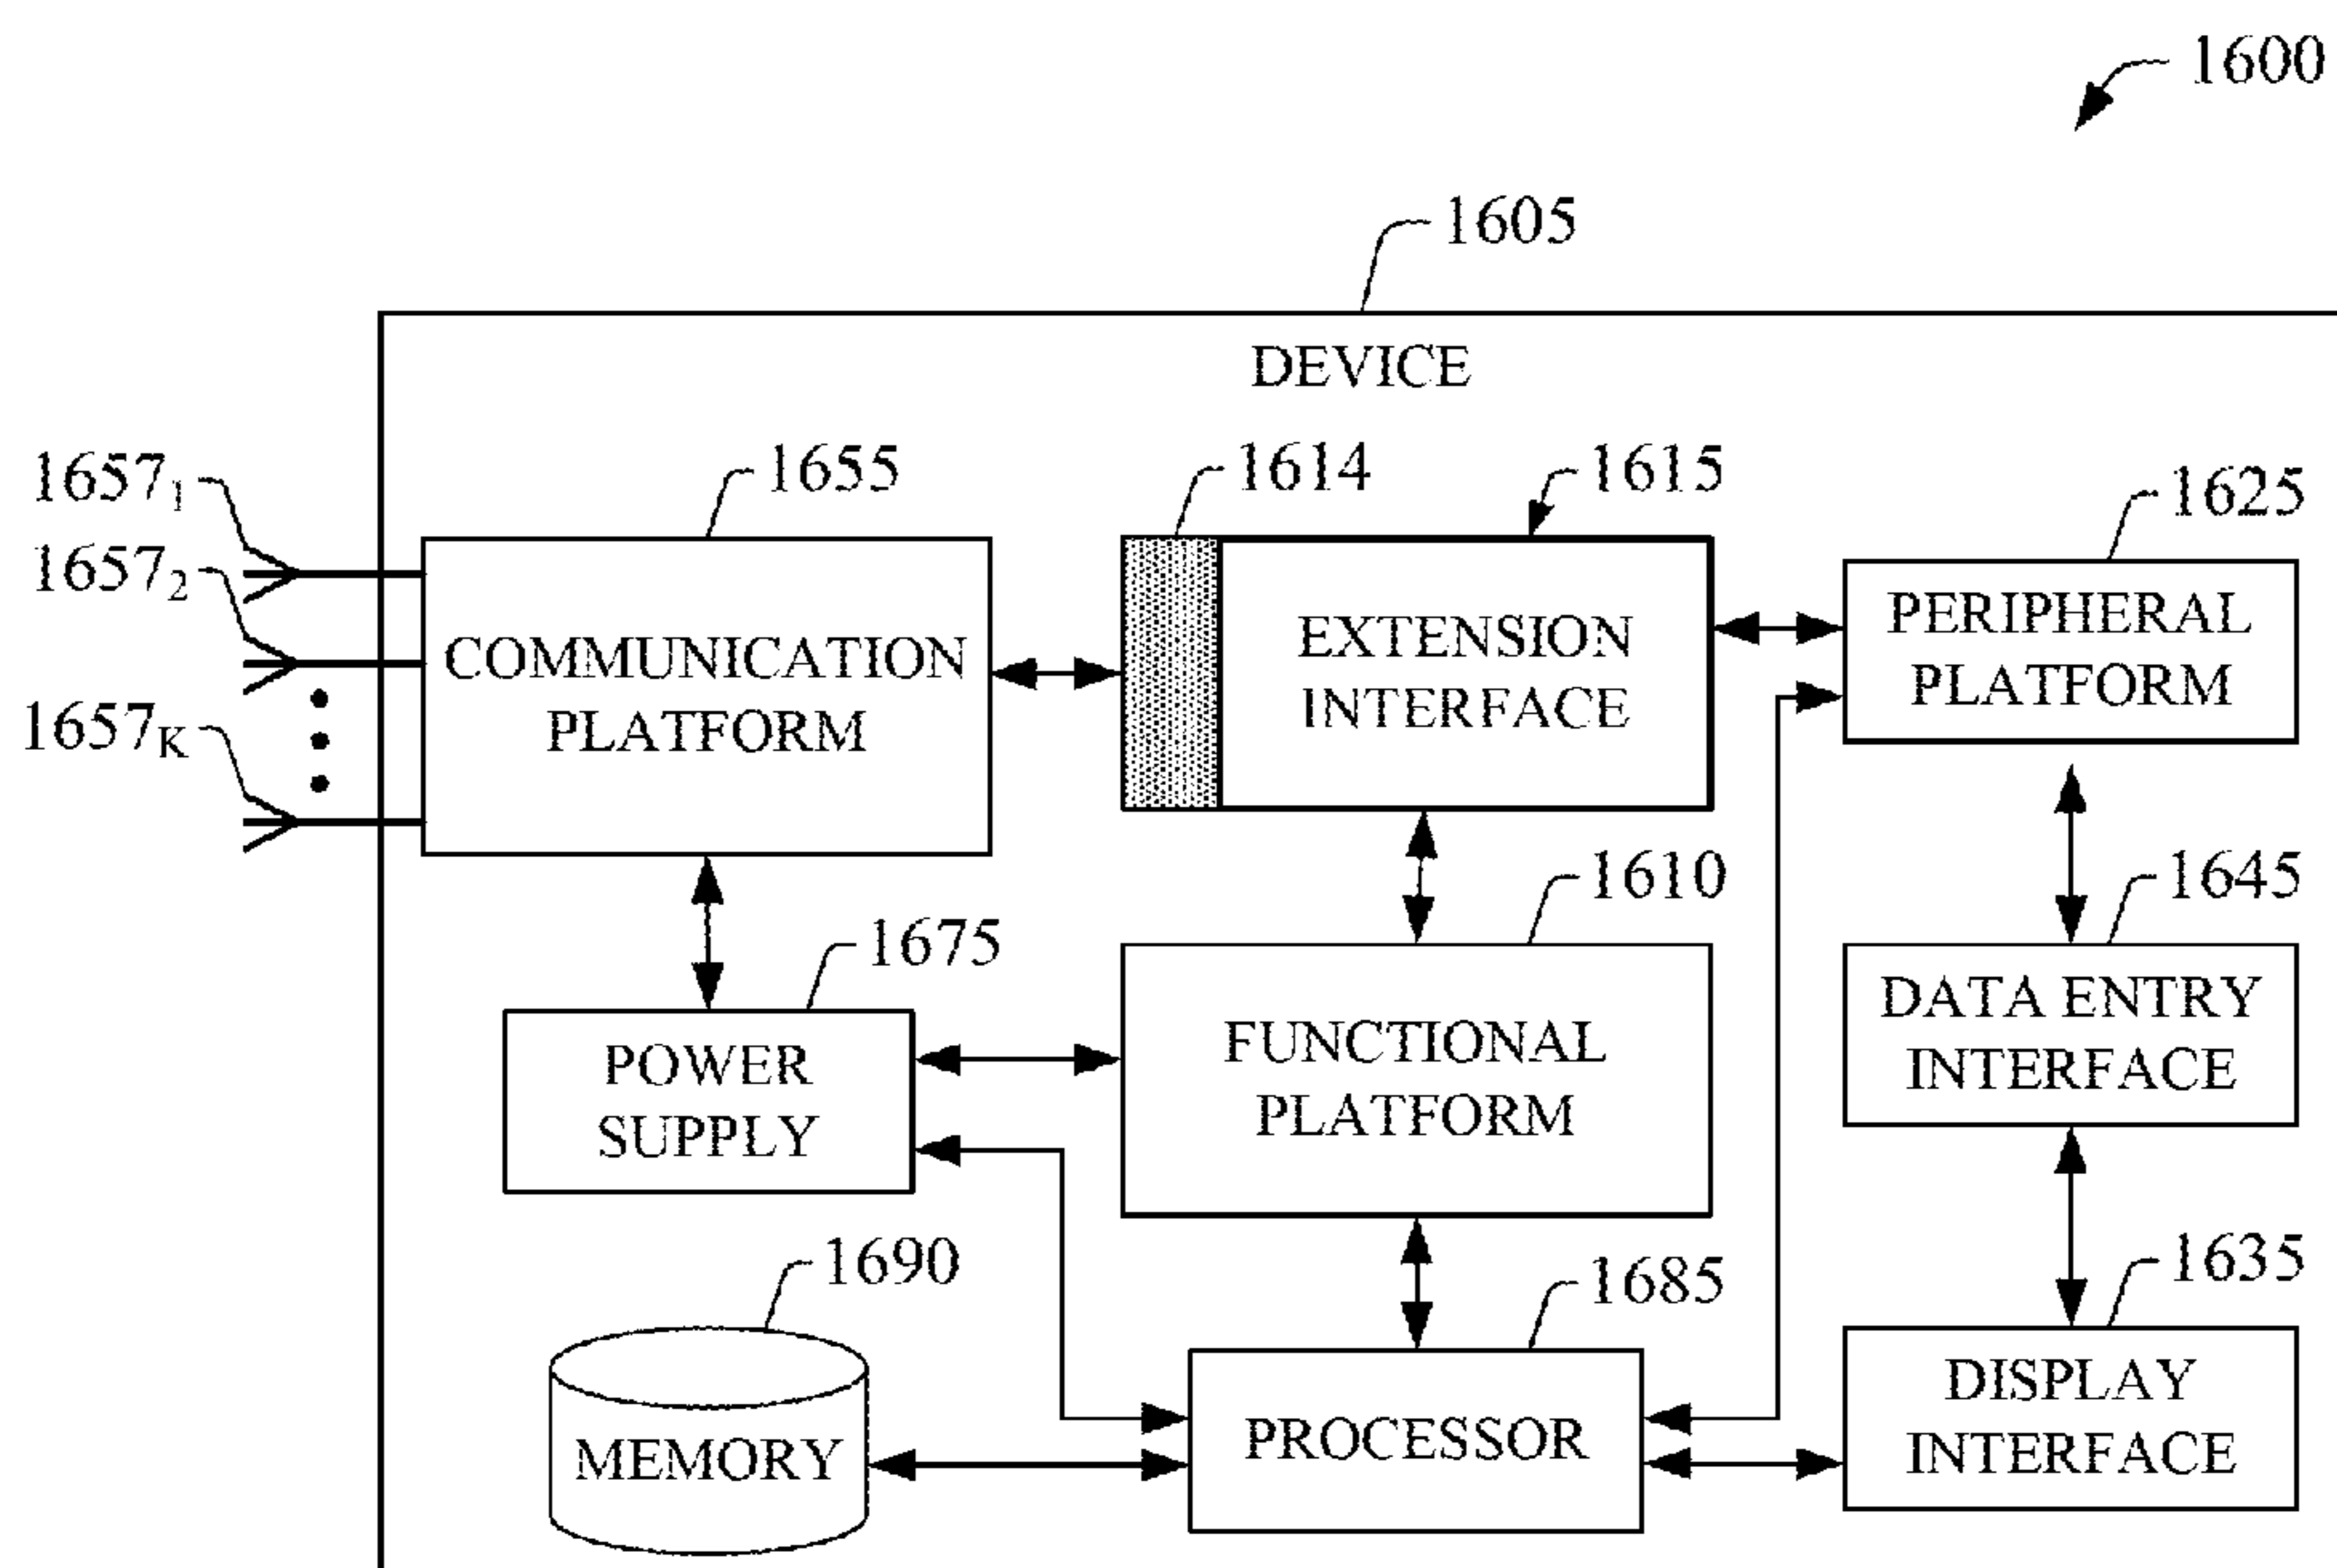 1600
1605
DEVICE
1657₁
1655
1614
1615
1625
1657₂
COMMUNICATION
PLATFORM
EXTENSION
INTERFACE
PERIPHERAL
PLATFORM
1657K
1675
1610
1645
POWER
SUPPLY
FUNCTIONAL
PLATFORM
DATA ENTRY
INTERFACE
1690
1685
1635
MEMORY
PROCESSOR
DISPLAY
INTERFACE